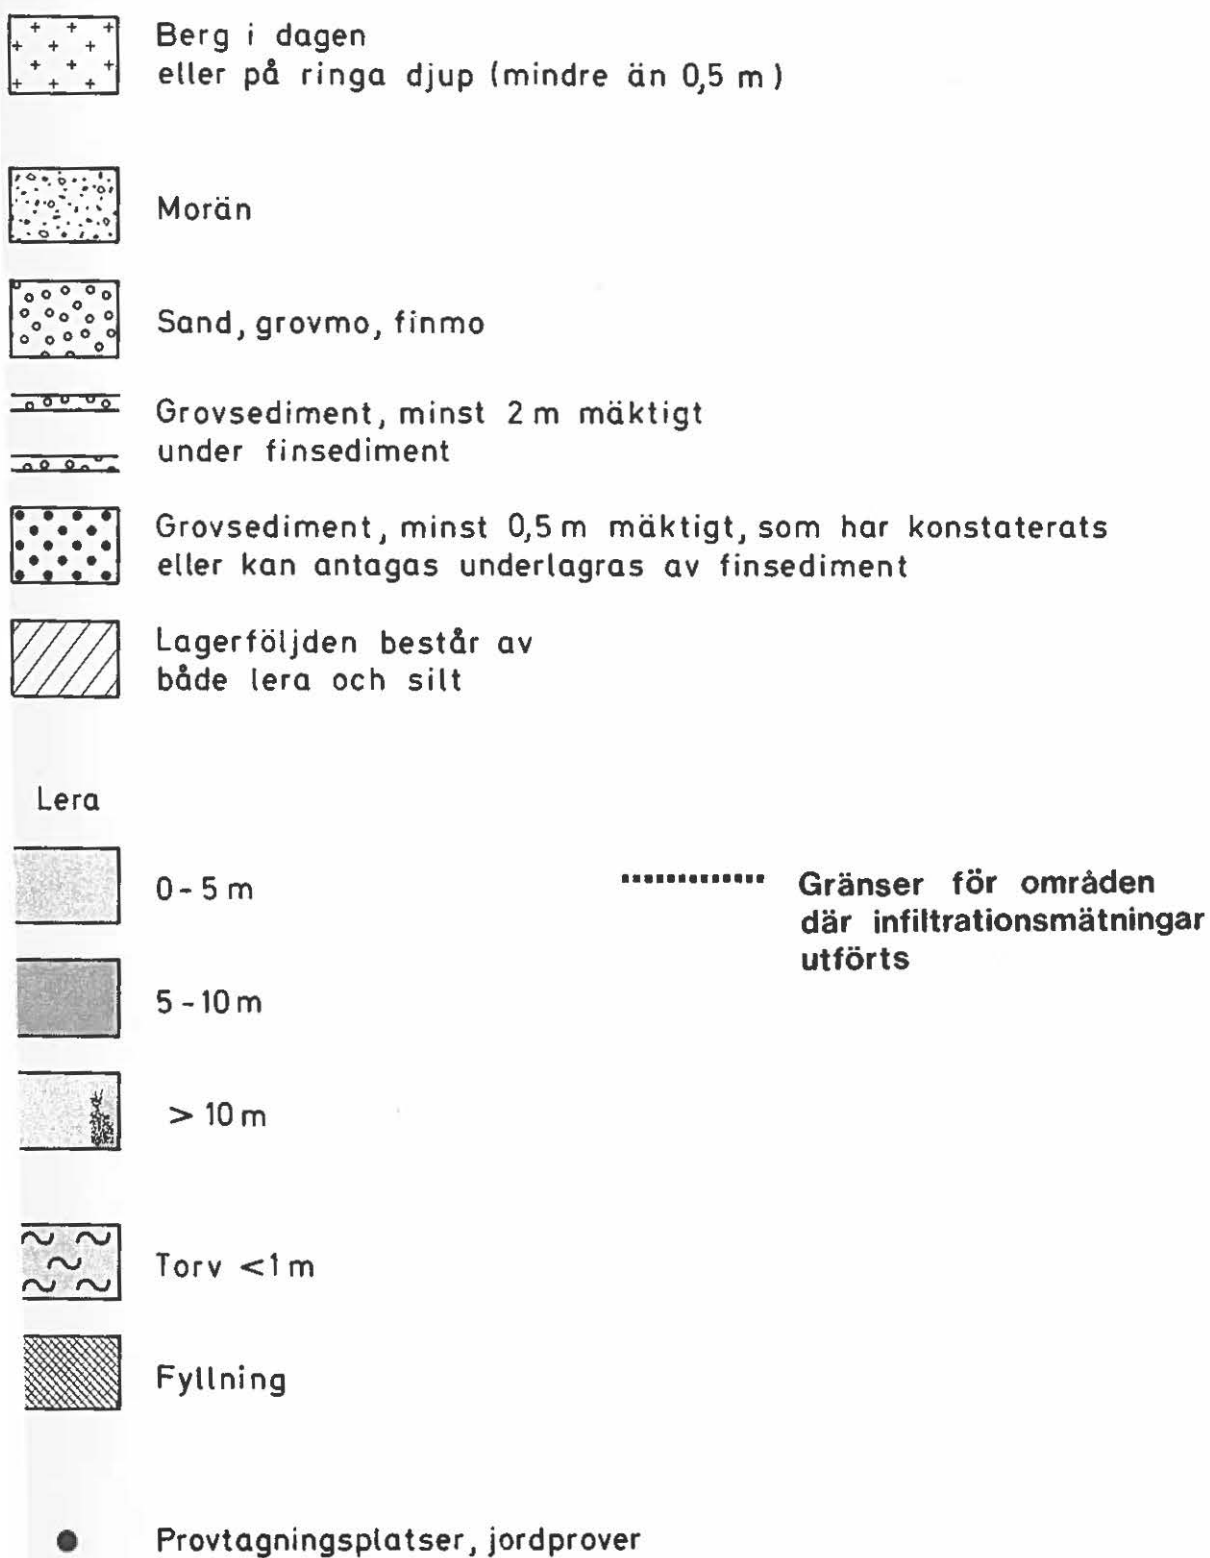 Berg i dagen
eller på ringa djup (mindre än 0,5 m)
Morän
Sand, grovmo, finmo
Grovsediment, minst 2 m mäktigt
under finsediment
Grovsediment, minst 0,5 m mäktigt, som har konstaterats
eller kan antagas underlagras av finsediment
Lagerföljden består av
både lera och silt
Lera
0 - 5 m
5 - 10 m
> 10 m
Torv <1 m
Fyllning
Provtagningsplatser, jordprover
Gränser för områden
där infiltrationsmätningar
utförts